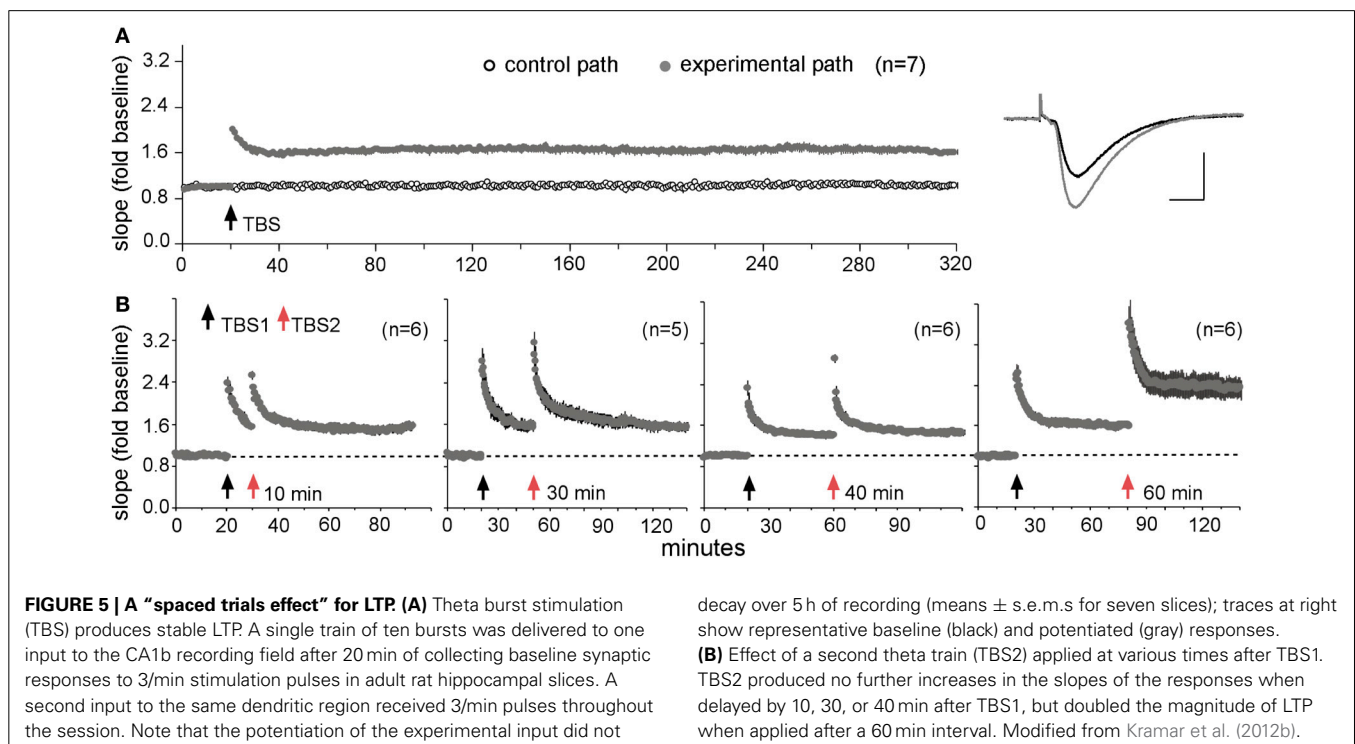 A
slope (fold baseline)
3.2
2.4
1.6
0.8
0.0
control path
experimental path
(n=7)
TBS
0 40 80 120 160 200 240 280 320
B
slope (fold baseline)
3.2
2.4
1.6
0.8
0.0
TBS1
TBS2
(n=6)
10 min
0 20 40 60 80
(n=5)
30 min
0 30 60 90 120
(n=6)
40 min
0 30 60 90
(n=6)
60 min
0 30 60 90 120
minutes
FIGURE 5 | A “spaced trials effect” for LTP. (A) Theta burst stimulation
(TBS) produces stable LTP. A single train of ten bursts was delivered to one
input to the CA1b recording field after 20 min of collecting baseline synaptic
responses to 3/min stimulation pulses in adult rat hippocampal slices. A
second input to the same dendritic region received 3/min pulses throughout
the session. Note that the potentiation of the experimental input did not
decay over 5 h of recording (means ± s.e.m.s for seven slices); traces at right
show representative baseline (black) and potentiated (gray) responses.
(B) Effect of a second theta train (TBS2) applied at various times after TBS1.
TBS2 produced no further increases in the slopes of the responses when
delayed by 10, 30, or 40 min after TBS1, but doubled the magnitude of LTP
when applied after a 60 min interval. Modified from Kramar et al. (2012b).